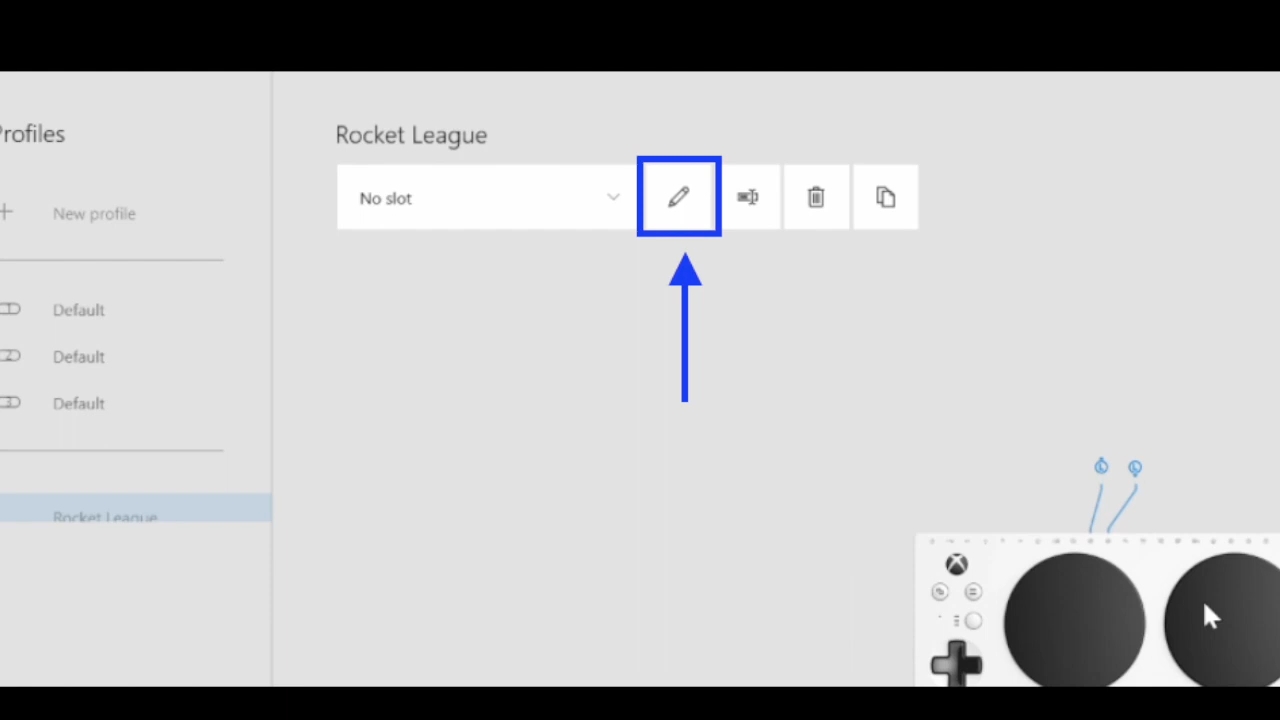 Profiles
New profile
Default
Default
Default
Rocket League
Rocket League
No slot